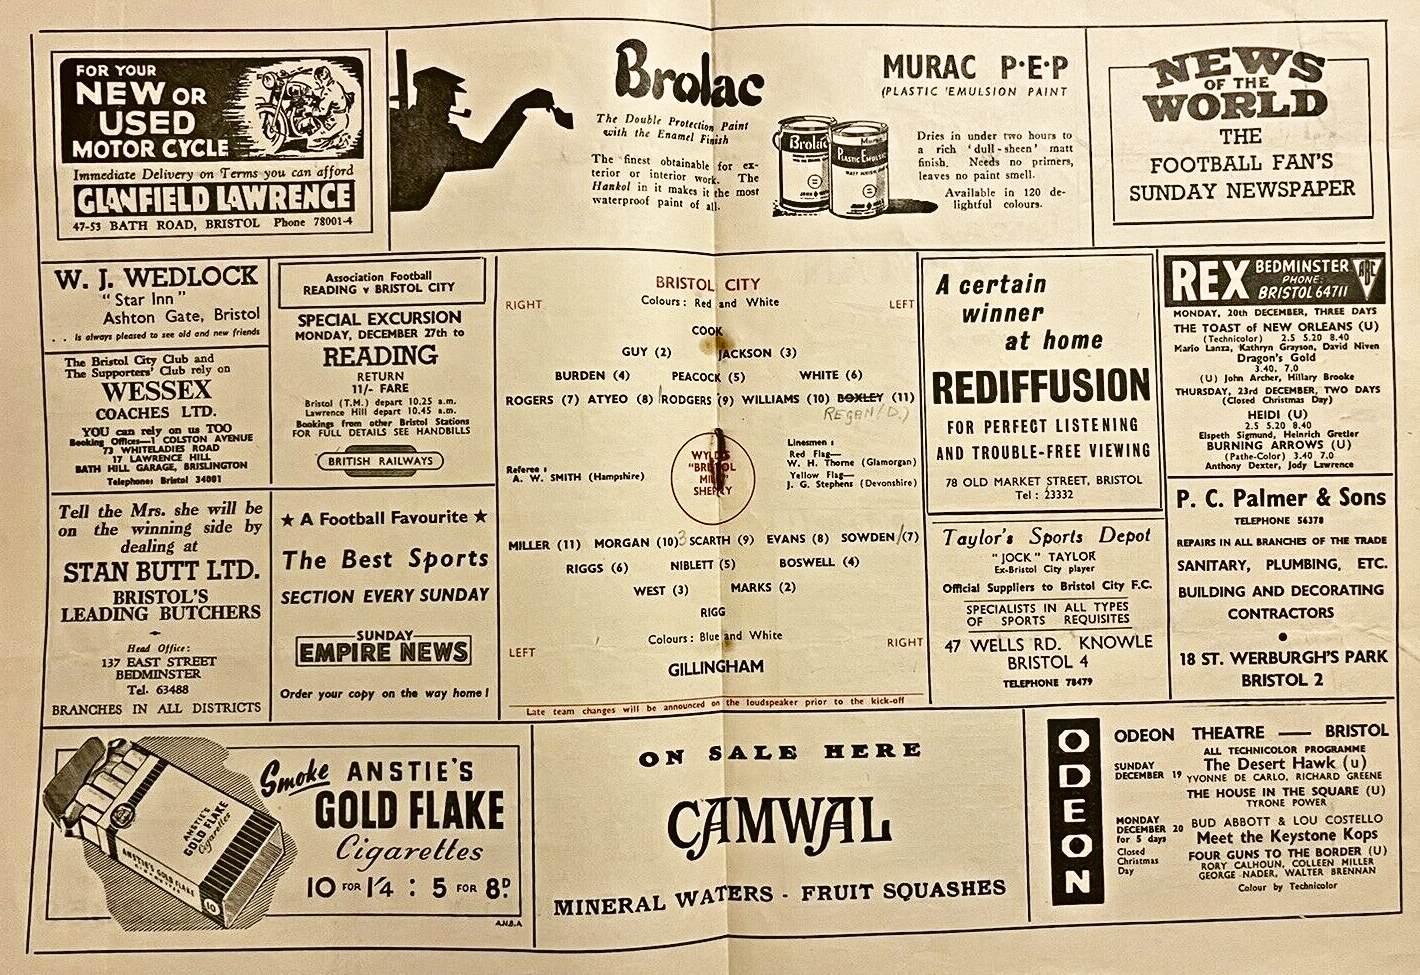 FOR YOUR
NEW OR
USED
MOTOR CYCLE
Immediate Delivery on Terms you can afford
GLANFIELD LAWRENCE
47-53 BATH ROAD, BRISTOL Phone 78001-4
Brolac
The Double Protection Paint
with the Enamel Finish
The finest obtainable for ex-
terior or interior work. The
Hankol in it makes it the most
waterproof paint of all.
MURAC P·E·P
(PLASTIC EMULSION PAINT
Brolac
Murac
PLASTIC EMULSION
Dries in under two hours to
a rich 'dull-sheen' matt
finish. Needs no primers,
leaves no paint smell.
Available in 120 de-
lightful colours.
NEWS
OF THE
WORLD
THE
FOOTBALL FAN'S
SUNDAY NEWSPAPER
W. J. WEDLOCK
"Star Inn"
Ashton Gate, Bristol
. . is always pleased to see old and new friends
The Bristol City Club and
The Supporters' Club rely on
WESSEX
COACHES LTD.
YOU can rely on US TOO
Booking Offices—1 COLSTON AVENUE
73 WHITELADIES ROAD
17 LAWRENCE HILL
BATH HILL GARAGE, BRISLINGTON
Telephone: Bristol 34001
Association Football
READING v BRISTOL CITY
SPECIAL EXCURSION
MONDAY, DECEMBER 27th to
READING
RETURN
11/- FARE
Bristol (T.M.) depart 10.25 a.m.
Lawrence Hill depart 10.45 a.m.
Bookings from other Bristol Stations
FOR FULL DETAILS SEE HANDBILLS
BRITISH RAILWAYS
Tell the Mrs. she will be
on the winning side by
dealing at
STAN BUTT LTD.
BRISTOL'S
LEADING BUTCHERS
Head Office:
137 EAST STREET
BEDMINSTER
Tel. 63488
BRANCHES IN ALL DISTRICTS
★ A Football Favourite ★
The Best Sports
SECTION EVERY SUNDAY
SUNDAY
EMPIRE NEWS
Order your copy on the way home!
BRISTOL CITY
RIGHT Colours: Red and White LEFT
COOK
GUY (2) JACKSON (3)
BURDEN (4) PEACOCK (5) WHITE (6)
ROGERS (7) ATYEO (8) RODGERS (9) WILLIAMS (10) BOXLEY (11)
REGAN (D.)
Referee:
A. W. SMITH (Hampshire)
WYLD'S
"BRISTOL
MILK"
SHERRY
Linesmen:
Red Flag—
W. H. Thorne (Glamorgan)
Yellow Flag—
J. G. Stephens (Devonshire)
MILLER (11) MORGAN (10) 3 SCARTH (9) EVANS (8) SOWDEN (7)
RIGGS (6) NIBLETT (5) BOSWELL (4)
WEST (3) MARKS (2)
RIGG
LEFT Colours: Blue and White RIGHT
GILLINGHAM
Late team changes will be announced on the loudspeaker prior to the kick-off
A certain
winner
at home
REDIFFUSION
FOR PERFECT LISTENING
AND TROUBLE-FREE VIEWING
78 OLD MARKET STREET, BRISTOL
Tel: 23332
Taylor's Sports Depot
"JOCK" TAYLOR
Ex-Bristol City player
Official Suppliers to Bristol City F.C.
SPECIALISTS IN ALL TYPES
OF SPORTS REQUISITES
47 WELLS RD. KNOWLE
BRISTOL 4
TELEPHONE 78479
REX BEDMINSTER
PHONE:
BRISTOL 64711
ABC
MONDAY, 20th DECEMBER, THREE DAYS
THE TOAST of NEW ORLEANS (U)
(Technicolor) 2.5 5.20 8.40
Mario Lanza, Kathryn Grayson, David Niven
Dragon's Gold
3.40. 7.0
(U) John Archer, Hillary Brooke
THURSDAY, 23rd DECEMBER, TWO DAYS
(Closed Christmas Day)
HEIDI (U)
2.5 5.20 8.40
Elspeth Sigmund, Heinrich Gretler
BURNING ARROWS (U)
(Pathe-Color) 3.40 7.0
Anthony Dexter, Jody Lawrence
P. C. Palmer & Sons
TELEPHONE 56378
REPAIRS IN ALL BRANCHES OF THE TRADE
SANITARY, PLUMBING, ETC.
BUILDING AND DECORATING
CONTRACTORS
18 ST. WERBURGH'S PARK
BRISTOL 2
ANSTIE'S
GOLD FLAKE
Cigarettes
ANSTIE'S GOLD FLAKE
10
Smoke ANSTIE'S
GOLD FLAKE
Cigarettes
10 FOR 1/4 : 5 FOR 8D.
A.N.B.A
ON SALE HERE
CAMWAL
MINERAL WATERS - FRUIT SQUASHES
ODEON
ODEON THEATRE — BRISTOL
ALL TECHNICOLOR PROGRAMME
SUNDAY
DECEMBER 19
The Desert Hawk (u)
YVONNE DE CARLO, RICHARD GREENE
THE HOUSE IN THE SQUARE (U)
TYRONE POWER
MONDAY
DECEMBER 20
for 5 days
Closed
Christmas
Day
BUD ABBOTT & LOU COSTELLO
Meet the Keystone Kops
FOUR GUNS TO THE BORDER (U)
RORY CALHOUN, COLLEEN MILLER
GEORGE NADER, WALTER BRENNAN
Colour by Technicolor